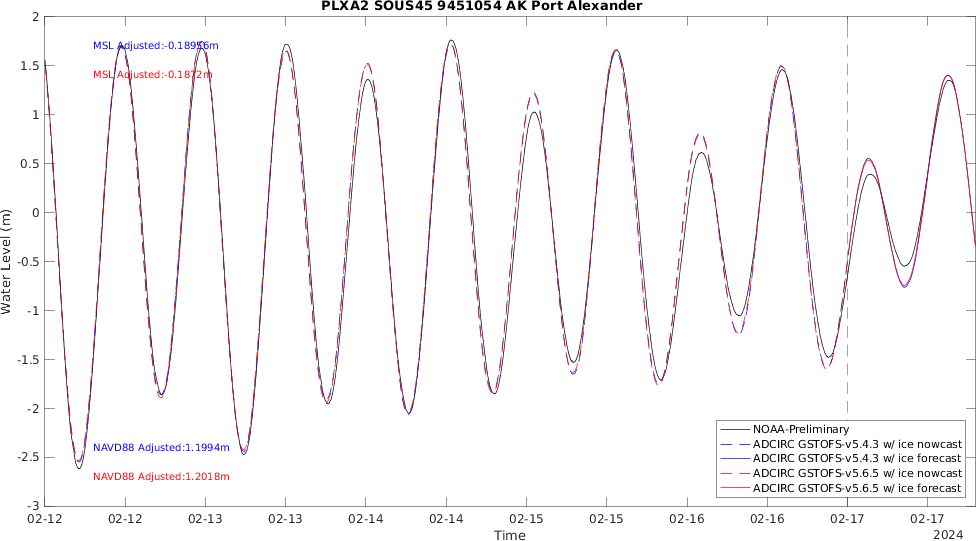 PLXA2 SOUS45 9451054 AK Port Alexander
2
1.5
1
0.5
0
-0.5
-1
-1.5
-2
-2.5
-3
Water Level (m)
MSL Adjusted:-0.18956m
MSL Adjusted:-0.1872m
NAVD88 Adjusted:1.1994m
NAVD88 Adjusted:1.2018m
NOAA-Preliminary
ADCIRC GSTOFS-v5.4.3 w/ ice nowcast
ADCIRC GSTOFS-v5.4.3 w/ ice forecast
ADCIRC GSTOFS-v5.6.5 w/ ice nowcast
ADCIRC GSTOFS-v5.6.5 w/ ice forecast
02-12 02-12 02-13 02-13 02-14 02-14 02-15 02-15 02-16 02-16 02-17 02-17
Time
2024